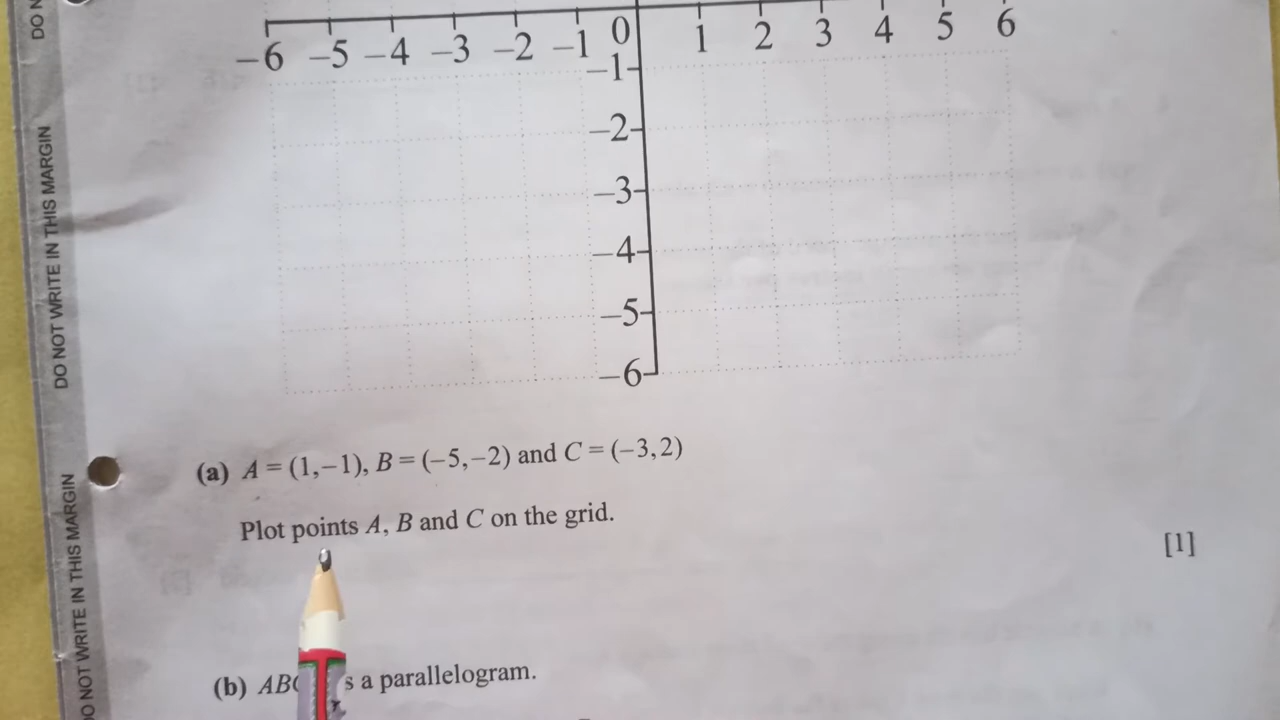 DO N
-6 -5 -4 -3 -2 -1 0 1 2 3 4 5 6
-1
-2
-3
-4
-5
-6
DO NOT WRITE IN THIS MARGIN
(a) A = (1,-1), B = (-5,-2) and C = (-3,2)
Plot points A, B and C on the grid.
[1]
DO NOT WRITE IN THIS MARGIN
(b) ABC s a parallelogram.